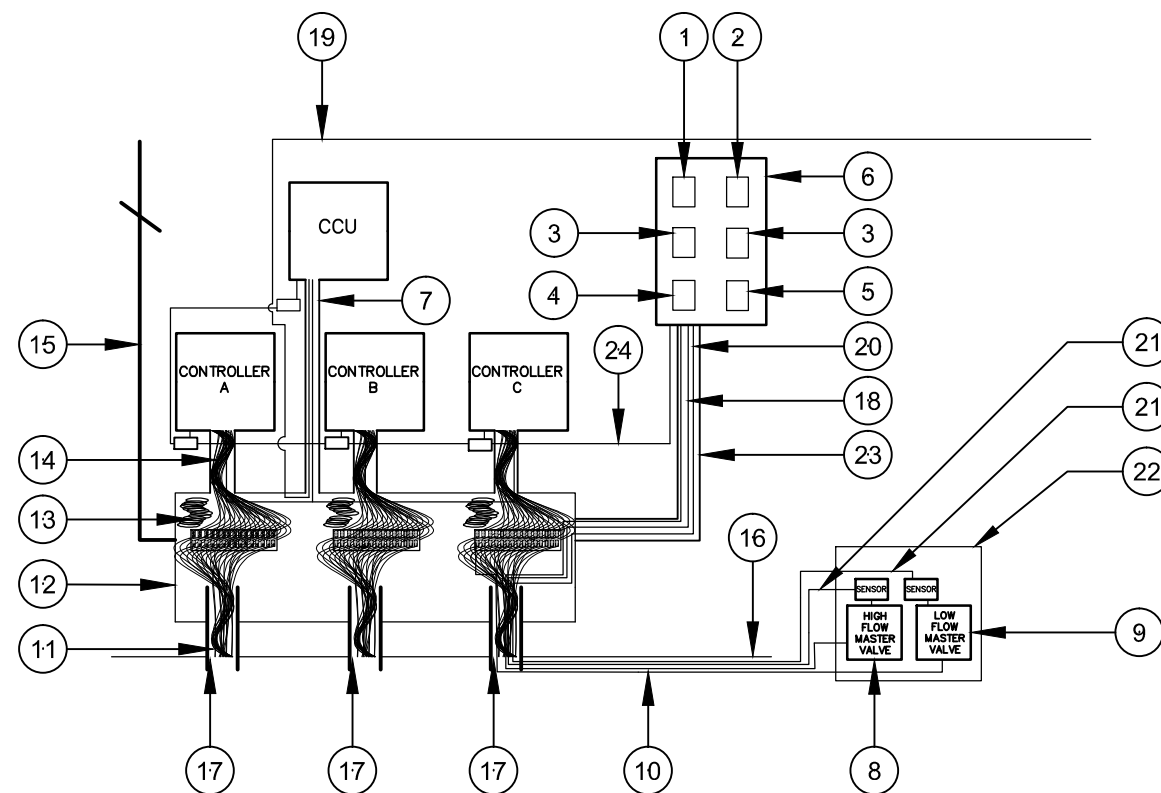 19
1
2
6
CCU
3
3
7
4
5
15
24
20
21
CONTROLLER
A
CONTROLLER
B
CONTROLLER
C
18
21
14
23
22
13
16
12
SENSOR
SENSOR
HIGH
FLOW
MASTER
VALVE
LOW
FLOW
MASTER
VALVE
9
11
17
17
17
10
8